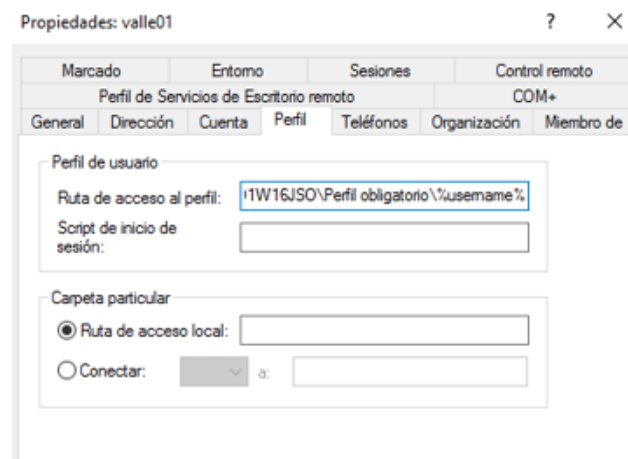 Propiedades: valle01 ? ×
Marcado Entorno Sesiones Control remoto
Perfil de Servicios de Escritorio remoto COM+
General Dirección Cuenta Perfil Teléfonos Organización Miembro de
Perfil de usuario
Ruta de acceso al perfil: 1W16JSO\Perfil obligatorio\%username%
Script de inicio de
sesión:
Carpeta particular
Ruta de acceso local:
Conectar: a: